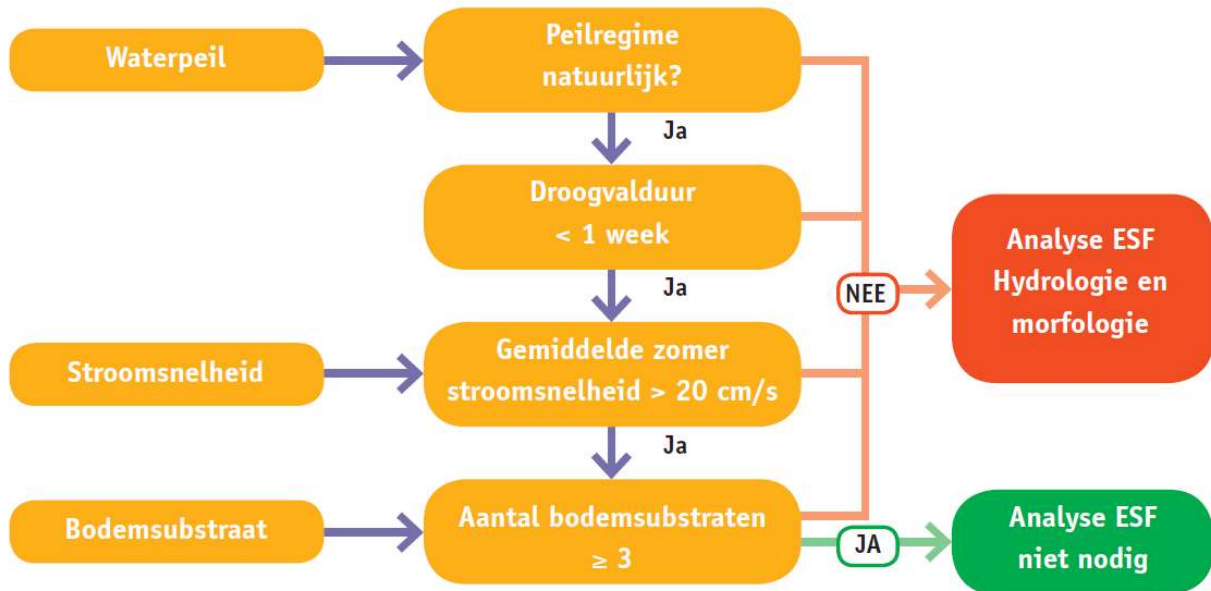 Waterpeil
Peilregime
natuurlijk?
Ja
Droogvalduur
< 1 week
Ja
Stroomsnelheid
Gemiddelde zomer
stroomsnelheid > 20 cm/s
Ja
Bodemsubstraat
Aantal bodemsubstraten
≥ 3
NEE
Analyse ESF
Hydrologie en
morfologie
JA
Analyse ESF
niet nodig